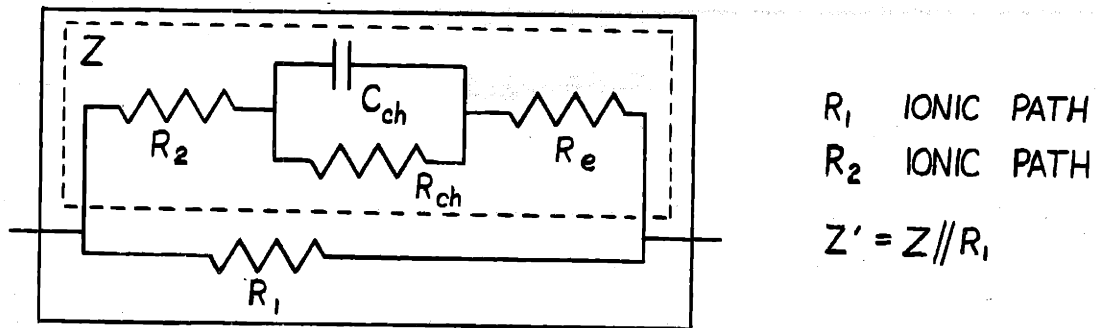 Z
C_ch
R_2
R_e
R_ch
R_1
R_1 IONIC PATH
R_2 IONIC PATH
Z' = Z//R_1